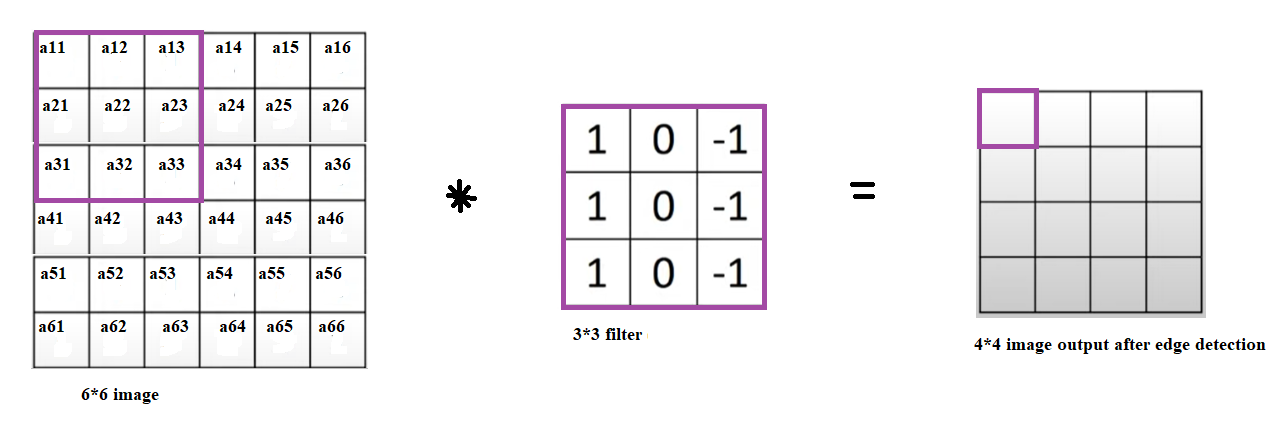 a11 a12 a13 a14 a15 a16
a21 a22 a23 a24 a25 a26
a31 a32 a33 a34 a35 a36
a41 a42 a43 a44 a45 a46
a51 a52 a53 a54 a55 a56
a61 a62 a63 a64 a65 a66
6*6 image
*
1 0 -1
1 0 -1
1 0 -1
3*3 filter
=
4*4 image output after edge detection